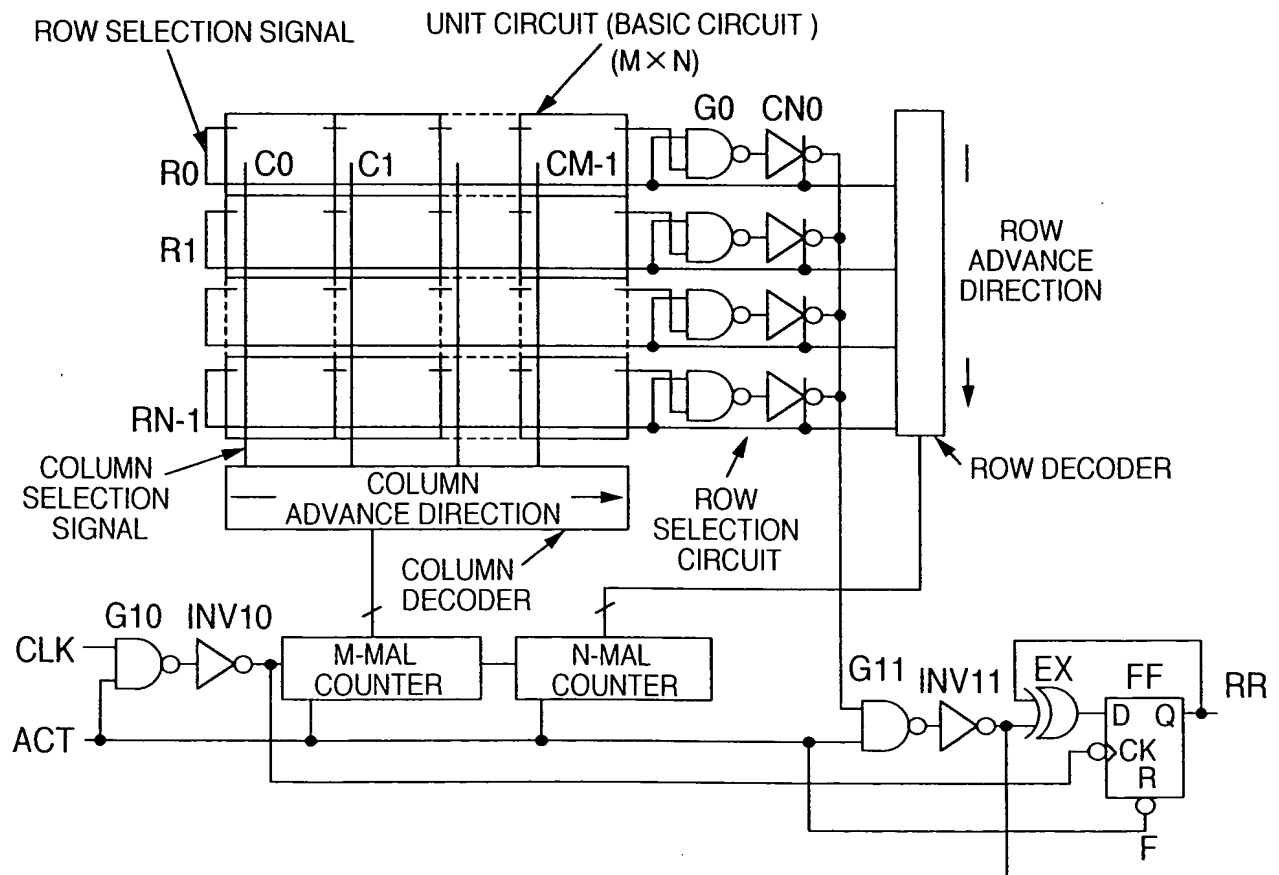 ROW SELECTION SIGNAL
UNIT CIRCUIT (BASIC CIRCUIT )
(M×N)
G0
CN0
R0
C0
C1
CM-1
R1
ROW
ADVANCE
DIRECTION
RN-1
COLUMN
SELECTION
SIGNAL
COLUMN
ADVANCE DIRECTION
ROW
SELECTION
CIRCUIT
ROW DECODER
COLUMN
DECODER
G10
INV10
CLK
M-MAL
COUNTER
N-MAL
COUNTER
G11
INV11
EX
FF
RR
D
Q
CK
R
ACT
F